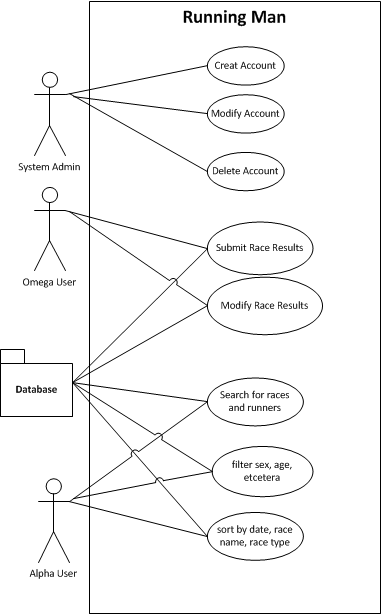 Running Man
Creat Account
Modify Account
Delete Account
System Admin
Submit Race Results
Omega User
Modify Race Results
Database
Search for races
and runners
filter sex, age,
etcetera
sort by date, race
name, race type
Alpha User